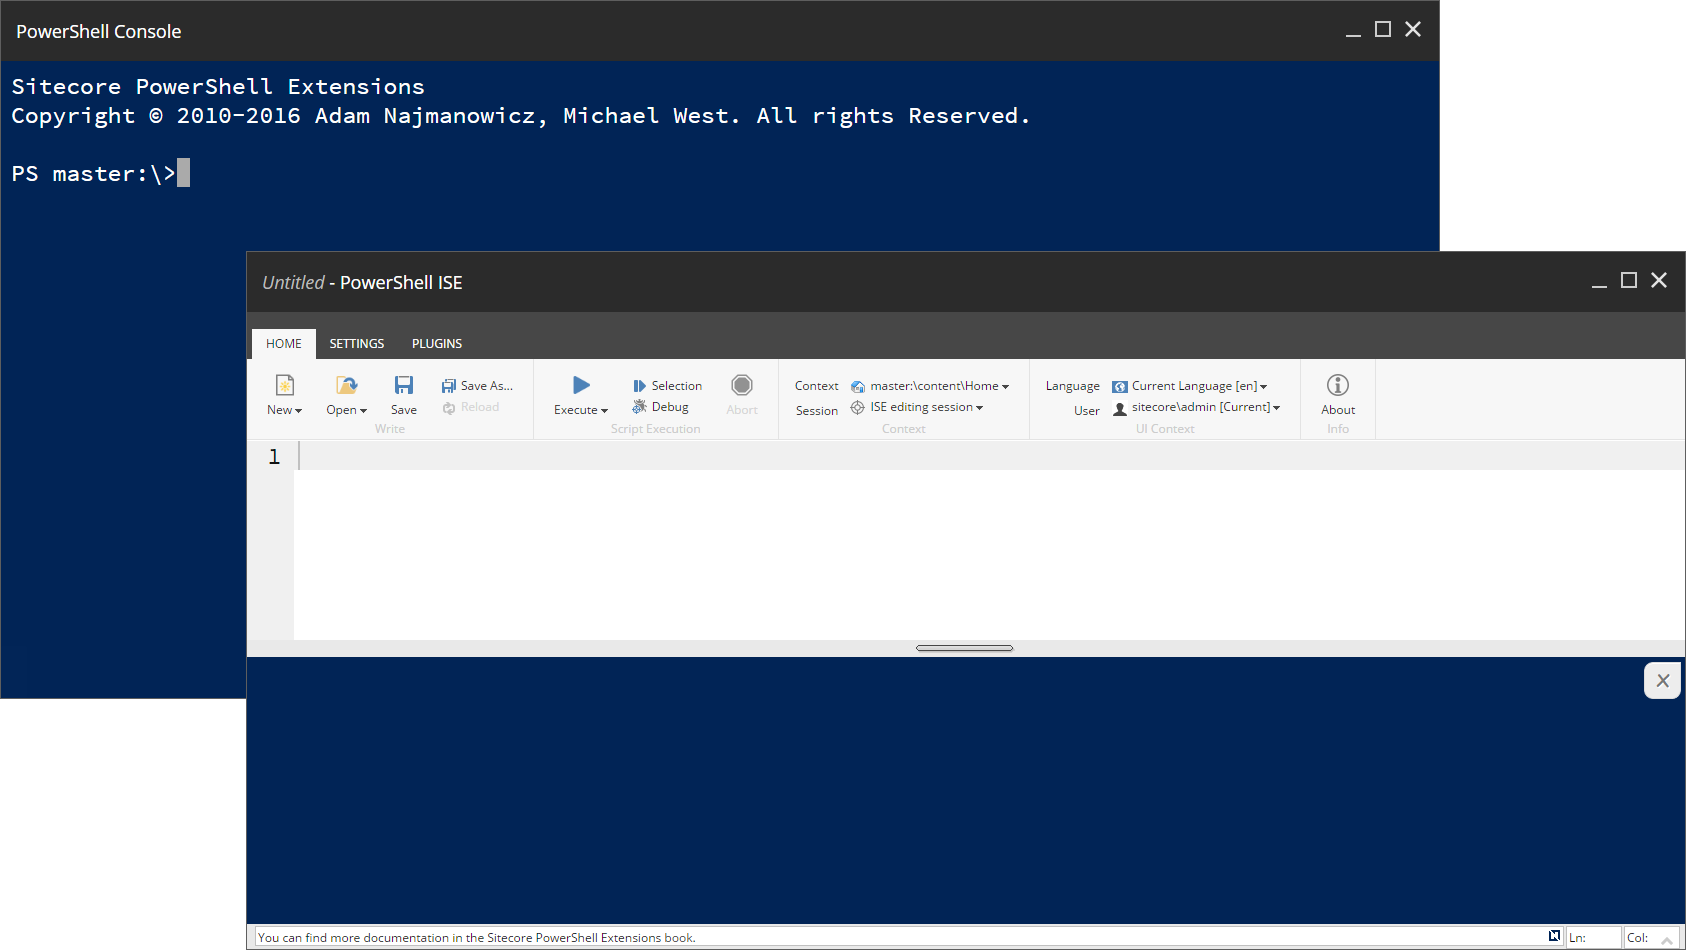 PowerShell Console
Sitecore PowerShell Extensions
Copyright © 2010-2016 Adam Najmanowicz, Michael West. All rights Reserved.
PS master:\>
Untitled - PowerShell ISE
HOME SETTINGS PLUGINS
New Open Save Save As... Reload
Write
Execute Selection Debug Abort
Script Execution
Context master:\content\Home
Session ISE editing session
Context
Language Current Language [en]
User sitecore\admin [Current]
UI Context
About
Info
1
You can find more documentation in the Sitecore PowerShell Extensions book. Ln: Col: